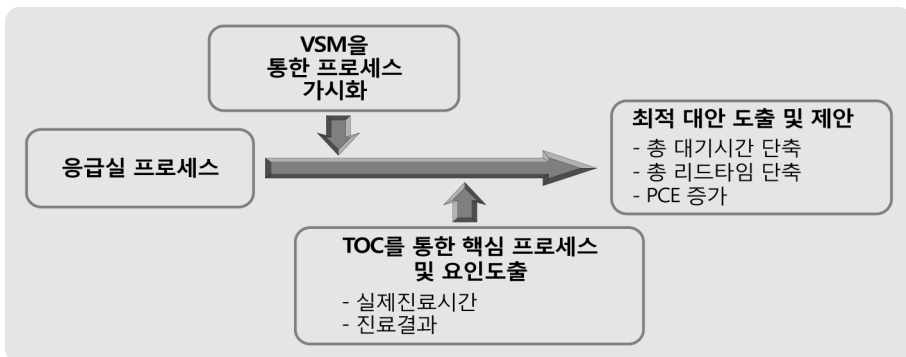 VSM을
통한 프로세스
가시화
응급실 프로세스
최적 대안 도출 및 제안
- 총 대기시간 단축
- 총 리드타임 단축
- PCE 증가
TOC를 통한 핵심 프로세스
및 요인도출
- 실제진료시간
- 진료결과